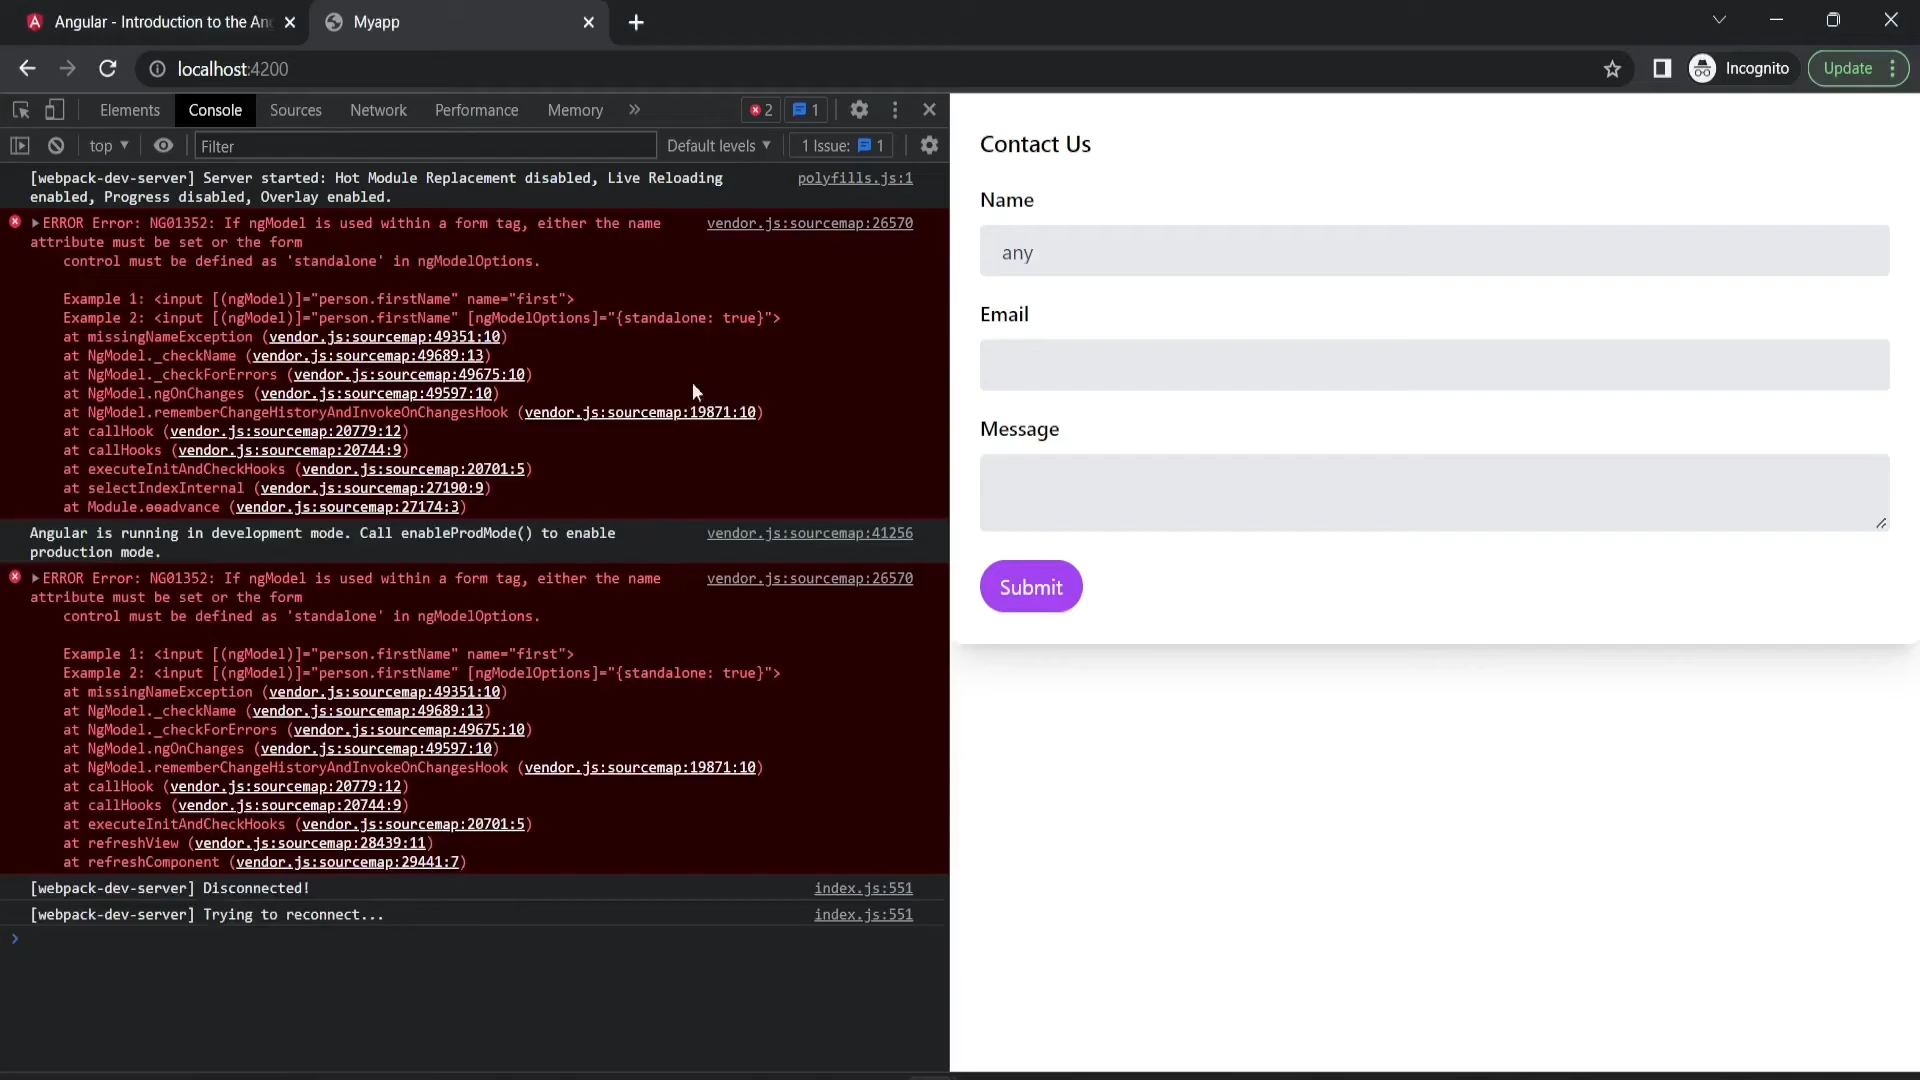 Angular - Introduction to the An
Myapp
localhost:4200
Incognito
Update
Elements
Console
Sources
Network
Performance
Memory
2
1
top
Filter
Default levels
1 Issue: 1
[webpack-dev-server] Server started: Hot Module Replacement disabled, Live Reloading polyfills.js:1
enabled, Progress disabled, Overlay enabled.
ERROR Error: NG01352: If ngModel is used within a form tag, either the name vendor.js:sourcemap:26570
attribute must be set or the form
control must be defined as 'standalone' in ngModelOptions.
Example 1: <input [(ngModel)]="person.firstName" name="first">
Example 2: <input [(ngModel)]="person.firstName" [ngModelOptions]="{standalone: true}">
at missingNameException (vendor.js:sourcemap:49351:10)
at NgModel._checkName (vendor.js:sourcemap:49689:13)
at NgModel._checkForErrors (vendor.js:sourcemap:49675:10)
at NgModel.ngOnChanges (vendor.js:sourcemap:49597:10)
at NgModel.rememberChangeHistoryAndInvokeOnChangesHook (vendor.js:sourcemap:19871:10)
at callHook (vendor.js:sourcemap:20779:12)
at callHooks (vendor.js:sourcemap:20744:9)
at executeInitAndCheckHooks (vendor.js:sourcemap:20701:5)
at selectIndexInternal (vendor.js:sourcemap:27190:9)
at Module.ɵɵadvance (vendor.js:sourcemap:27174:3)
Angular is running in development mode. Call enableProdMode() to enable vendor.js:sourcemap:41256
production mode.
ERROR Error: NG01352: If ngModel is used within a form tag, either the name vendor.js:sourcemap:26570
attribute must be set or the form
control must be defined as 'standalone' in ngModelOptions.
Example 1: <input [(ngModel)]="person.firstName" name="first">
Example 2: <input [(ngModel)]="person.firstName" [ngModelOptions]="{standalone: true}">
at missingNameException (vendor.js:sourcemap:49351:10)
at NgModel._checkName (vendor.js:sourcemap:49689:13)
at NgModel._checkForErrors (vendor.js:sourcemap:49675:10)
at NgModel.ngOnChanges (vendor.js:sourcemap:49597:10)
at NgModel.rememberChangeHistoryAndInvokeOnChangesHook (vendor.js:sourcemap:19871:10)
at callHook (vendor.js:sourcemap:20779:12)
at callHooks (vendor.js:sourcemap:20744:9)
at executeInitAndCheckHooks (vendor.js:sourcemap:20701:5)
at refreshView (vendor.js:sourcemap:28439:11)
at refreshComponent (vendor.js:sourcemap:29441:7)
[webpack-dev-server] Disconnected! index.js:551
[webpack-dev-server] Trying to reconnect... index.js:551
Contact Us
Name
any
Email
Message
Submit